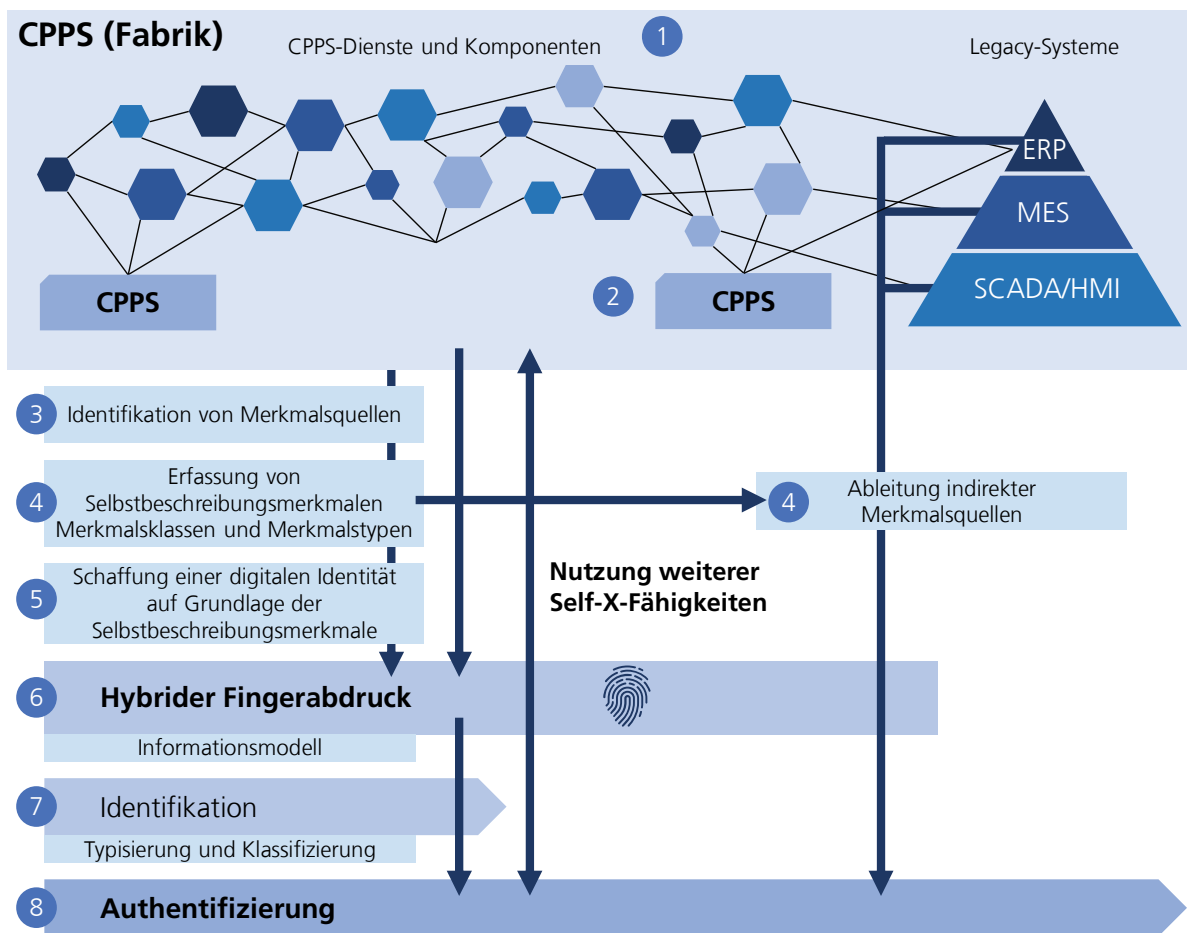 CPPS (Fabrik)
CPPS-Dienste und Komponenten
1
Legacy-Systeme
ERP
MES
SCADA/HMI
CPPS
2
CPPS
3
Identifikation von Merkmalsquellen
4
Erfassung von
Selbstbeschreibungsmerkmalen
Merkmalsklassen und Merkmalstypen
4
Ableitung indirekter
Merkmalsquellen
5
Schaffung einer digitalen Identität
auf Grundlage der
Selbstbeschreibungsmerkmale
Nutzung weiterer
Self-X-Fähigkeiten
6
Hybrider Fingerabdruck
Informationsmodell
7
Identifikation
Typisierung und Klassifizierung
8
Authentifizierung